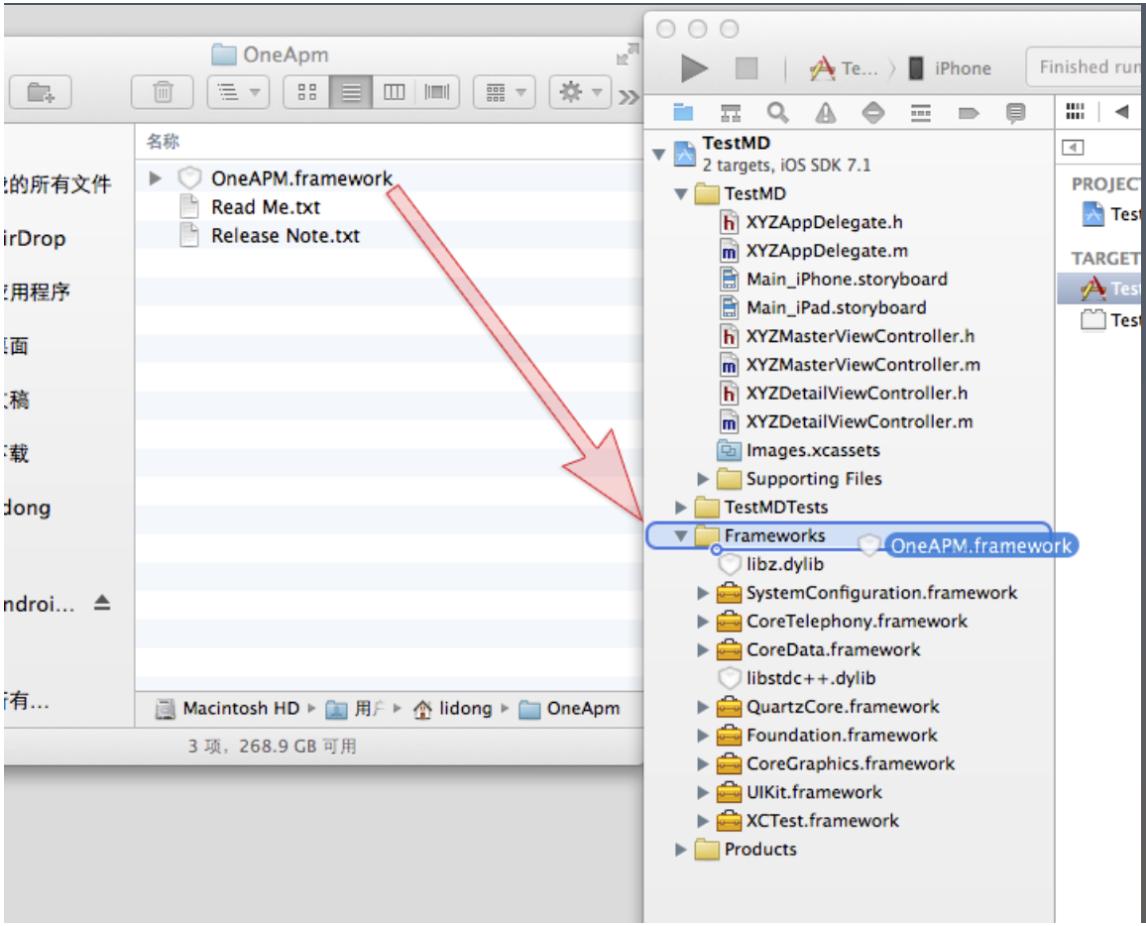 OneApm
名称
的所有文件
OneAPM.framework
Read Me.txt
Release Note.txt
irDrop
用程序
面
稿
下载
dong
ndroi...
有...
Macintosh HD
用户
lidong
OneApm
3 项，268.9 GB 可用
Te...
iPhone
Finished run
TestMD
2 targets, iOS SDK 7.1
TestMD
XYZAppDelegate.h
XYZAppDelegate.m
Main_iPhone.storyboard
Main_iPad.storyboard
XYZMasterViewController.h
XYZMasterViewController.m
XYZDetailViewController.h
XYZDetailViewController.m
Images.xcassets
Supporting Files
TestMDTests
Frameworks
OneAPM.framework
libz.dylib
SystemConfiguration.framework
CoreTelephony.framework
CoreData.framework
libstdc++.dylib
QuartzCore.framework
Foundation.framework
CoreGraphics.framework
UIKit.framework
XCTest.framework
Products
PROJEC
Test
TARGET
Test
Test